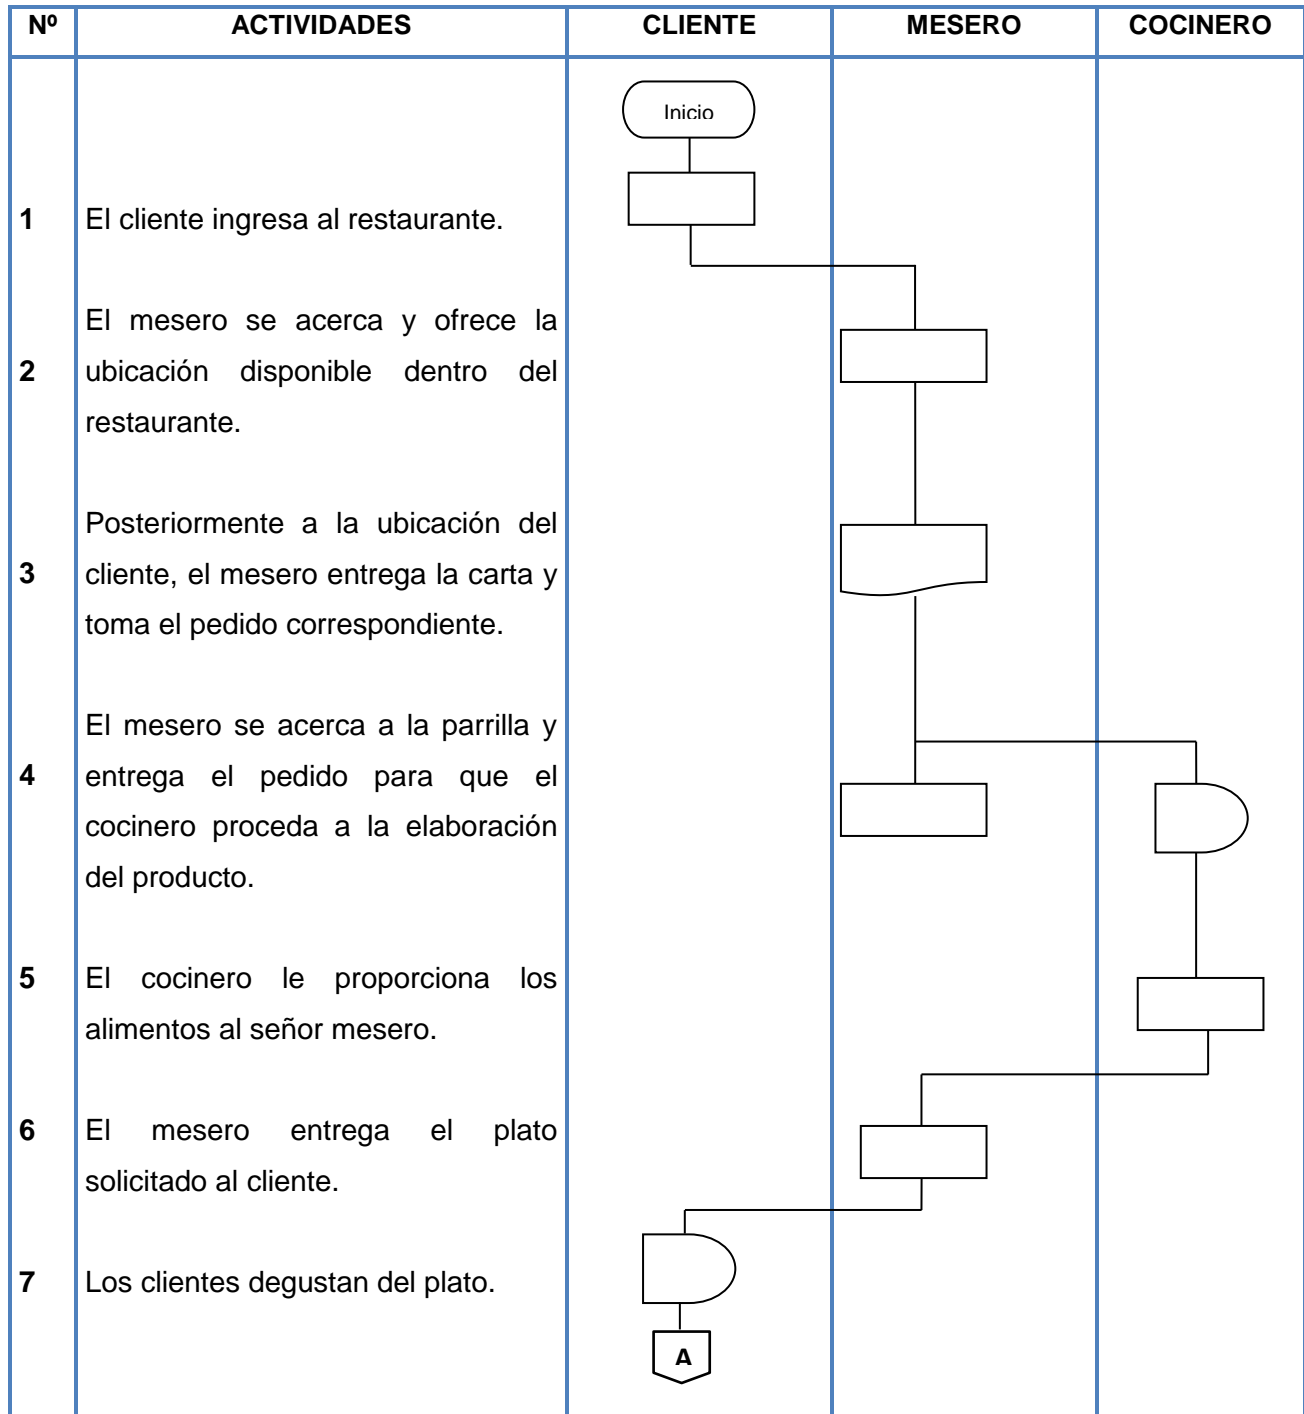 Nº ACTIVIDADES CLIENTE MESERO COCINERO
Inicio
1 El cliente ingresa al restaurante.
El mesero se acerca y ofrece la
2 ubicación disponible dentro del
restaurante.
Posteriormente a la ubicación del
3 cliente, el mesero entrega la carta y
toma el pedido correspondiente.
El mesero se acerca a la parrilla y
4 entrega el pedido para que el
cocinero proceda a la elaboración
del producto.
5 El cocinero le proporciona los
alimentos al señor mesero.
6 El mesero entrega el plato
solicitado al cliente.
7 Los clientes degustan del plato.
A